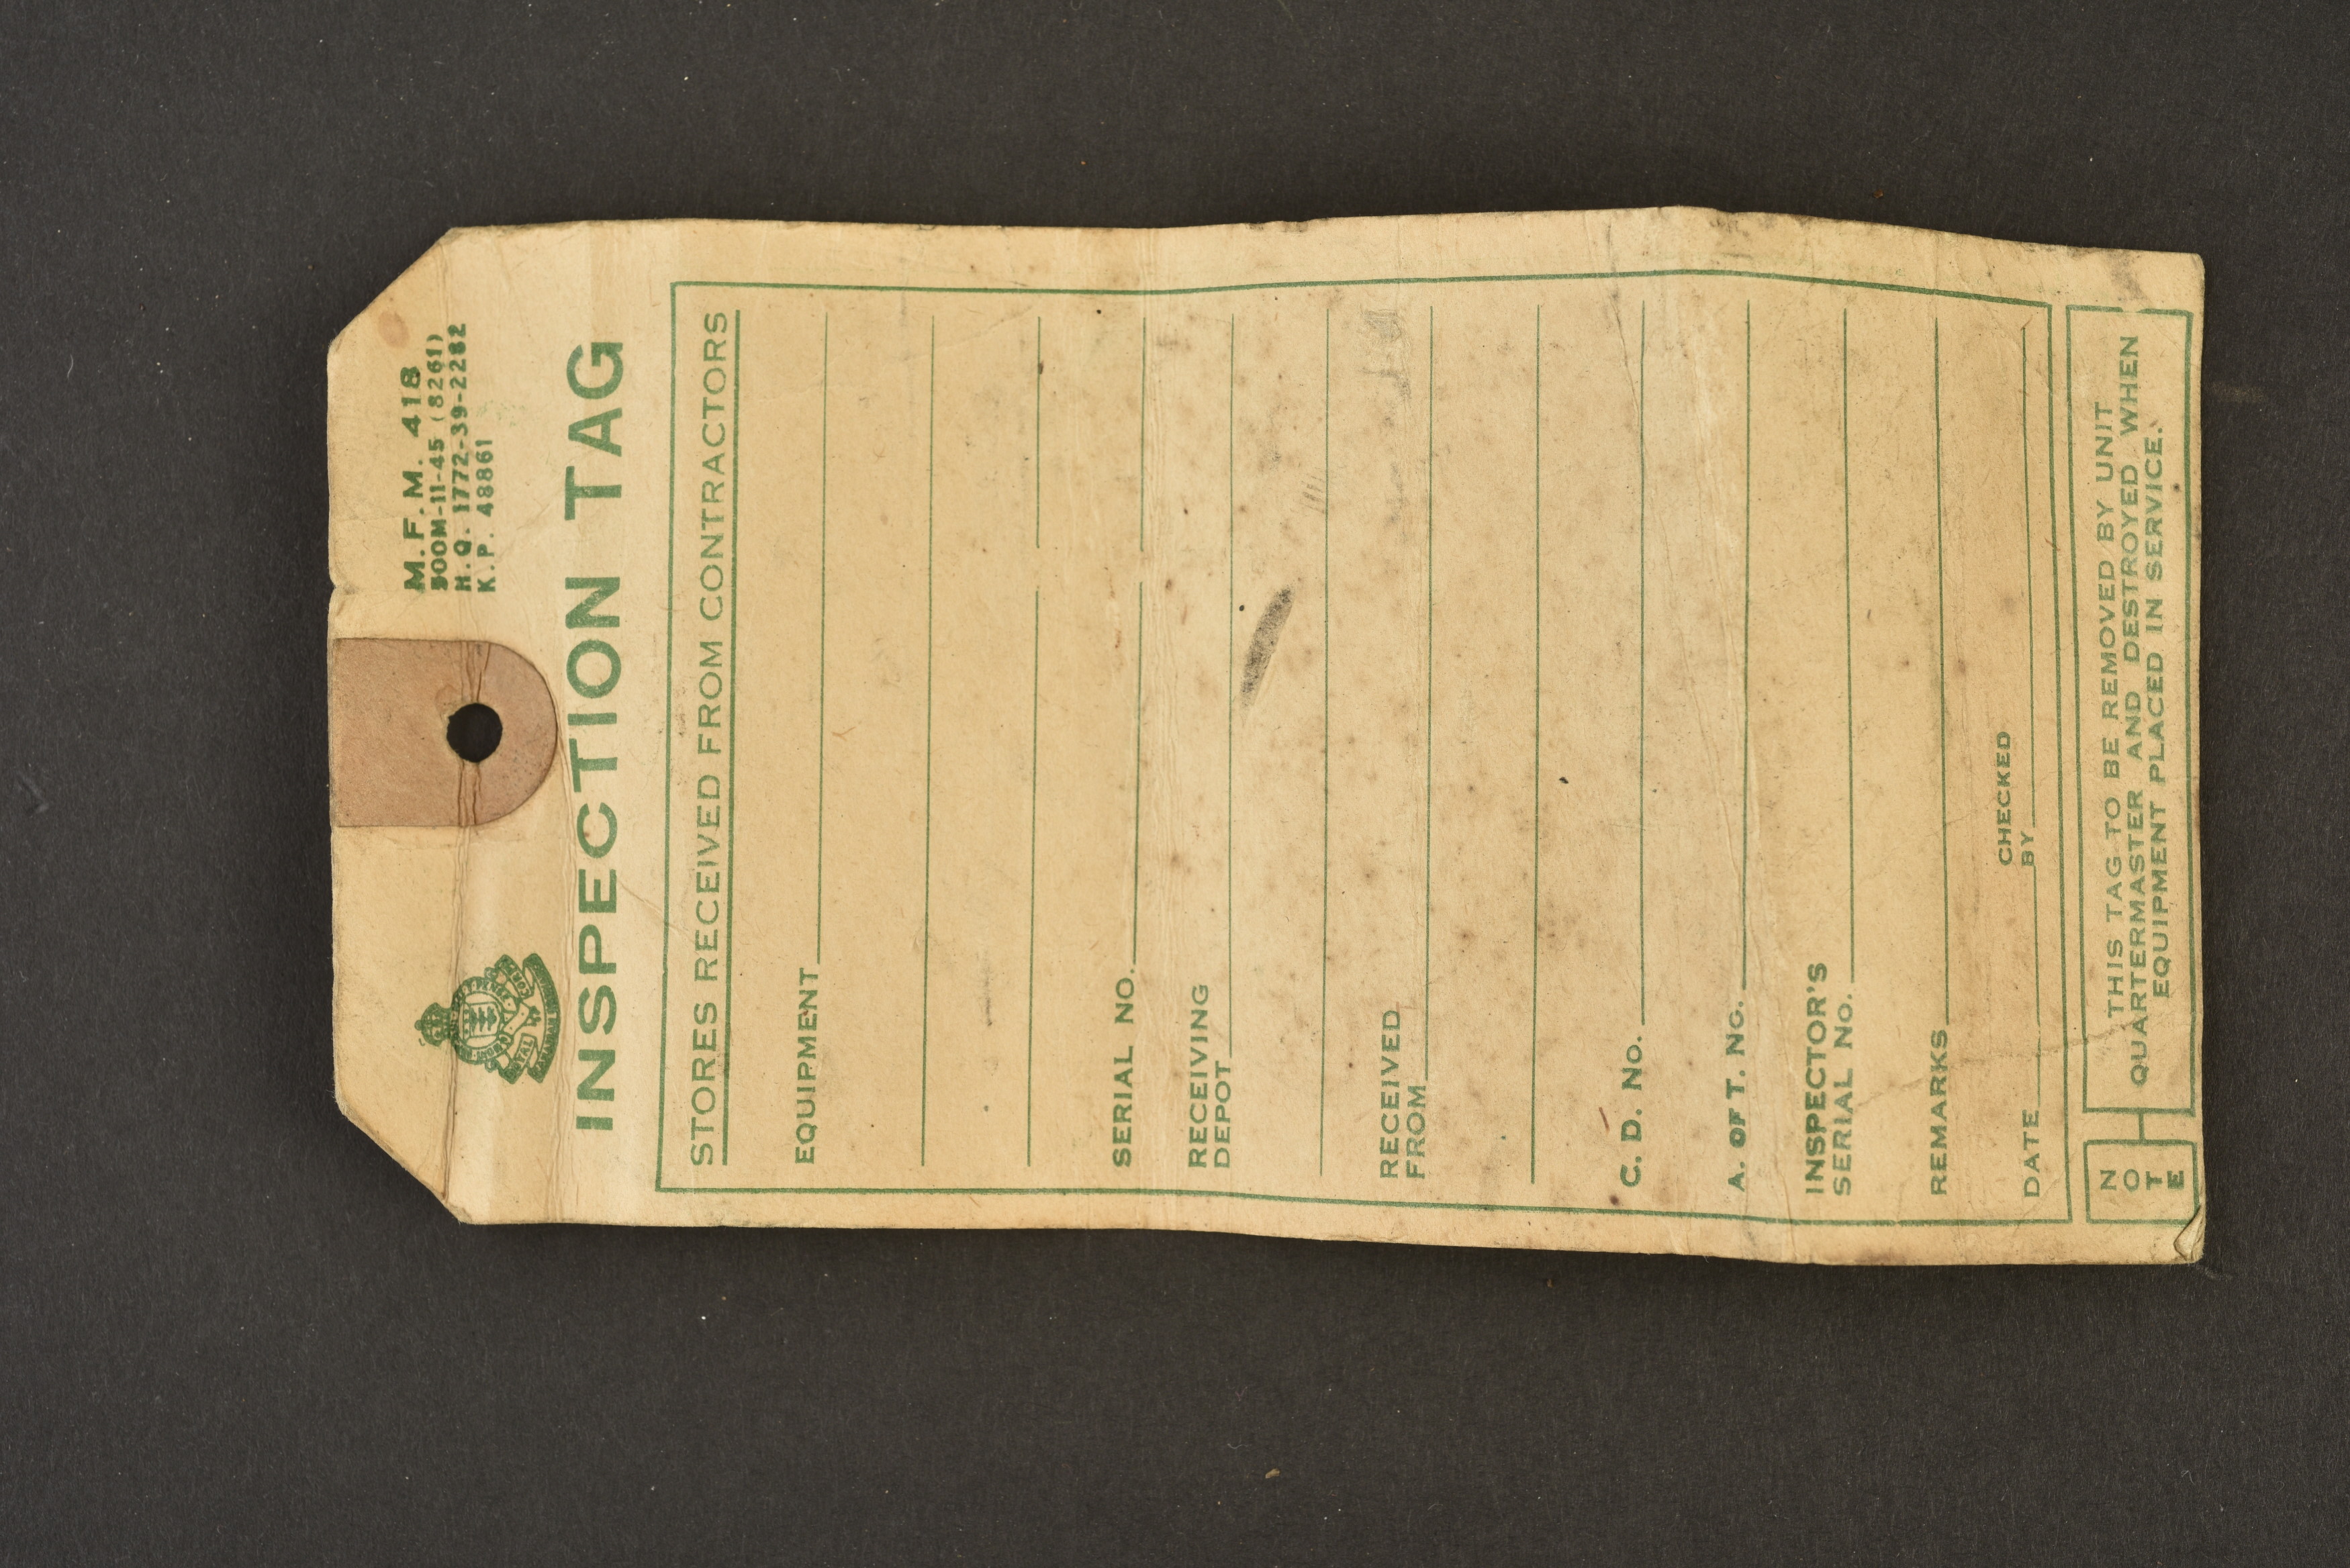 M.F.M. 418
500M-11-45 (8261)
H.Q. 1772-39-2282
K.P. 48861
INSPECTION TAG
STORES RECEIVED FROM CONTRACTORS
EQUIPMENT
SERIAL NO.
RECEIVING
DEPOT
RECEIVED
FROM
C. D. No.
A. OF T. NO.
INSPECTOR'S
SERIAL No.
REMARKS
DATE CHECKED BY
NOTE
THIS TAG TO BE REMOVED BY UNIT
QUARTERMASTER AND DESTROYED WHEN
EQUIPMENT PLACED IN SERVICE.